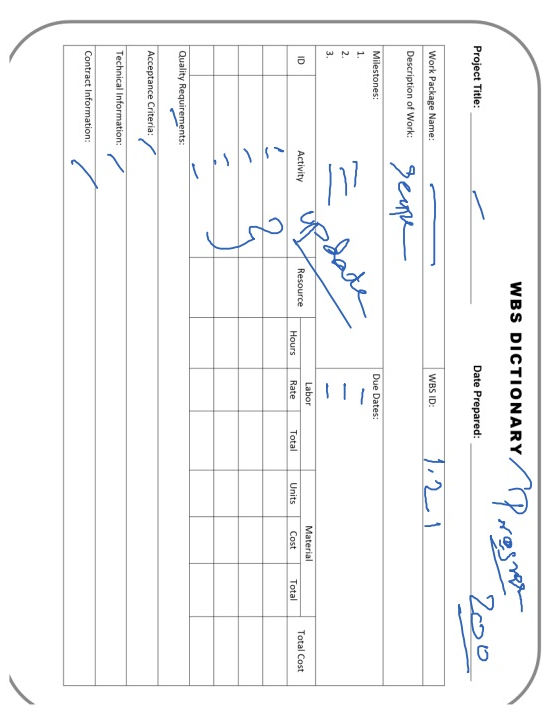 WBS DICTIONARY
200
Project Title:
Date Prepared:
Work Package Name:
WBS ID: 1.2.1
Description of Work:
Milestones:
Due Dates:
1.
2.
3.
update
ID
Activity
Resource
Labor
Material
Total Cost
Hours
Rate
Total
Units
Cost
Total
Quality Requirements:
Acceptance Criteria:
Technical Information:
Contract Information: